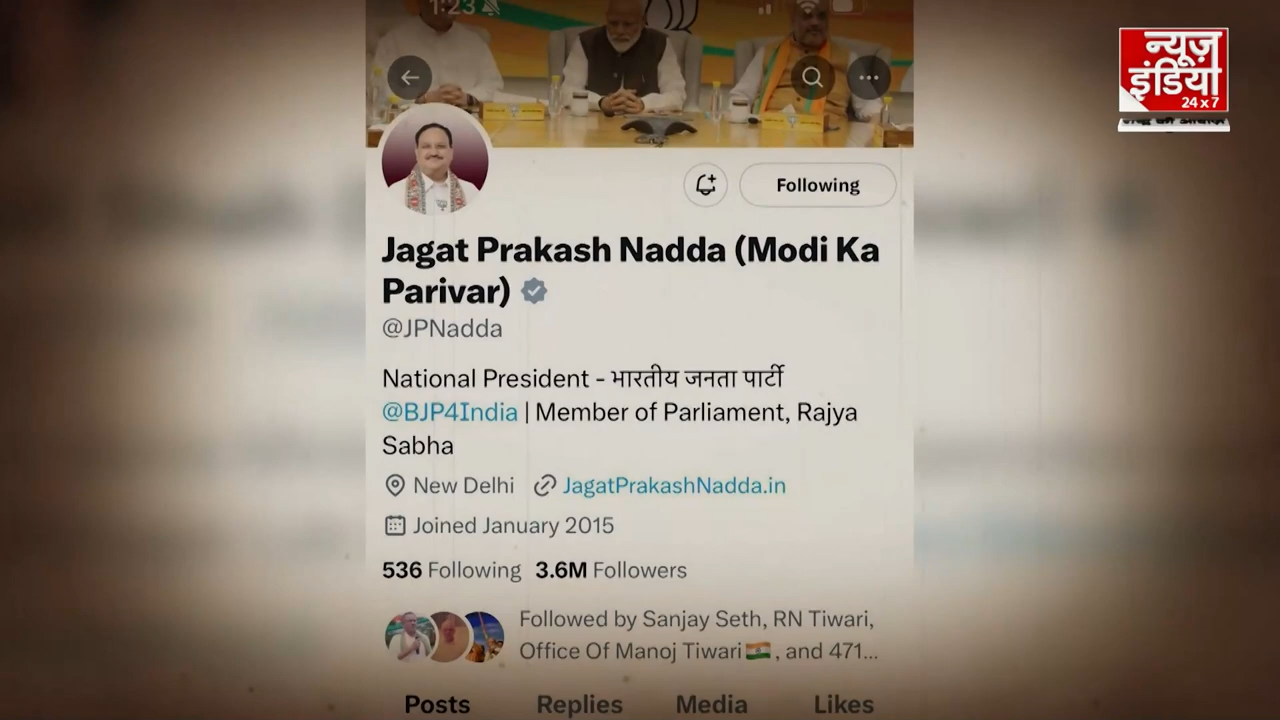 1:23
न्यूज़
इंडिया
24x7
Following
Jagat Prakash Nadda (Modi Ka
Parivar)
@JPNadda
National President - भारतीय जनता पार्टी
@BJP4India | Member of Parliament, Rajya
Sabha
New Delhi JagatPrakashNadda.in
Joined January 2015
536 Following 3.6M Followers
Followed by Sanjay Seth, RN Tiwari,
Office Of Manoj Tiwari🇮🇳, and 471...
Posts Replies Media Likes